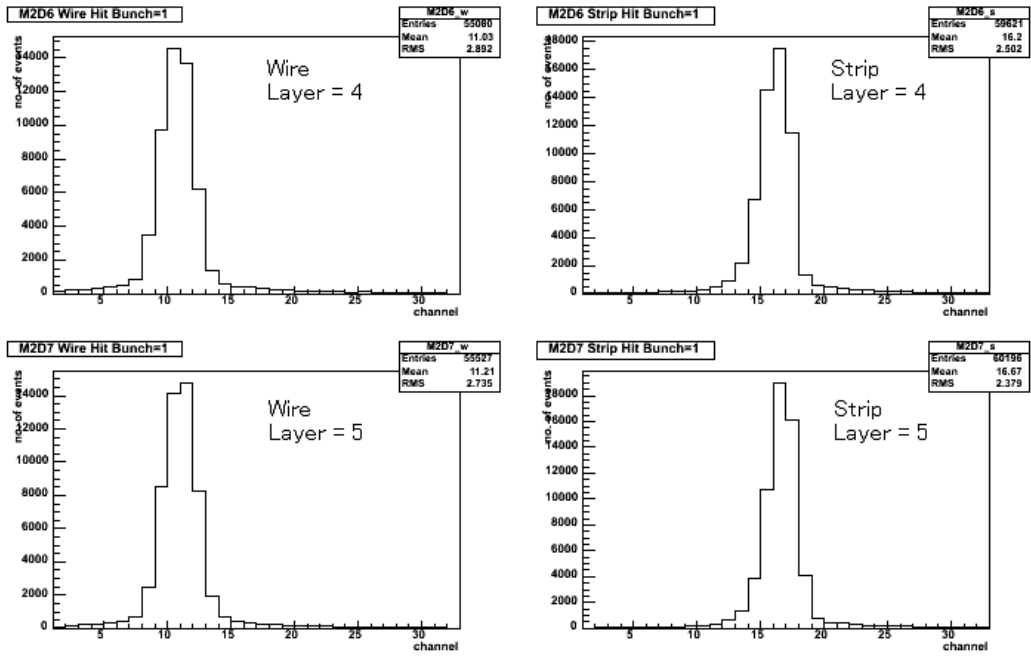 M2D6 Wire Hit Bunch=1
M2D6_w
Entries 55080
Mean 11.03
RMS 2.892
no. of events
14000
12000
10000
8000
6000
4000
2000
0
Wire
Layer = 4
5 10 15 20 25 30
channel
M2D6 Strip Hit Bunch=1
M2D6_s
Entries 59621
Mean 16.2
RMS 2.502
no. of events
18000
16000
14000
12000
10000
8000
6000
4000
2000
0
Strip
Layer = 4
5 10 15 20 25 30
channel
M2D7 Wire Hit Bunch=1
M2D7_w
Entries 55527
Mean 11.21
RMS 2.735
no. of events
14000
12000
10000
8000
6000
4000
2000
0
Wire
Layer = 5
5 10 15 20 25 30
channel
M2D7 Strip Hit Bunch=1
M2D7_s
Entries 60196
Mean 16.67
RMS 2.379
no. of events
18000
16000
14000
12000
10000
8000
6000
4000
2000
0
Strip
Layer = 5
5 10 15 20 25 30
channel